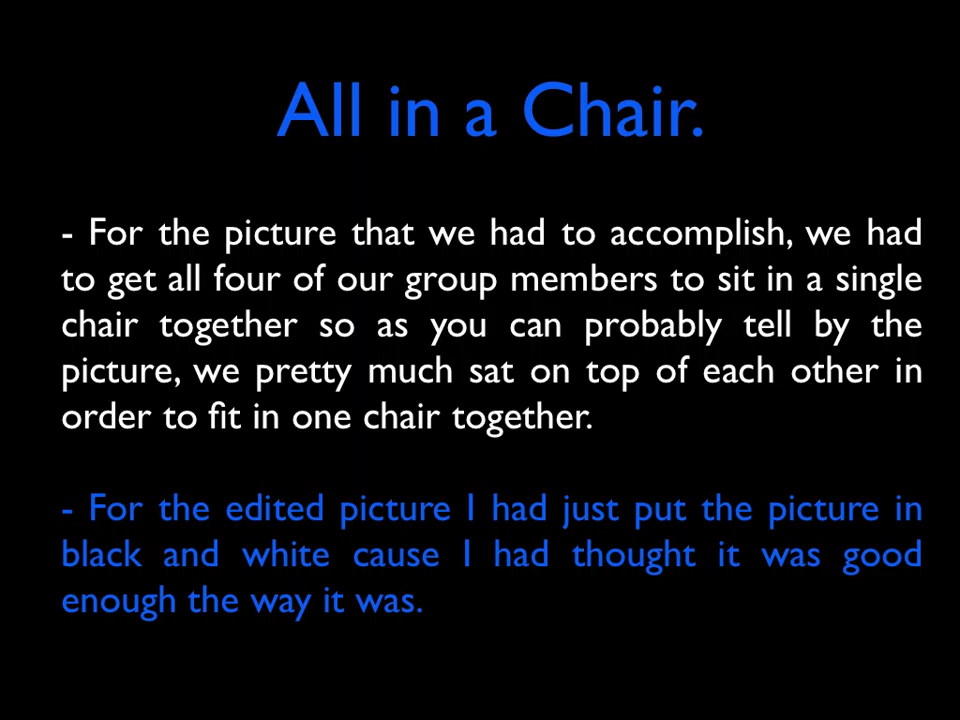 All in a Chair.
- For the picture that we had to accomplish, we had
to get all four of our group members to sit in a single
chair together so as you can probably tell by the
picture, we pretty much sat on top of each other in
order to fit in one chair together.
- For the edited picture I had just put the picture in
black and white cause I had thought it was good
enough the way it was.